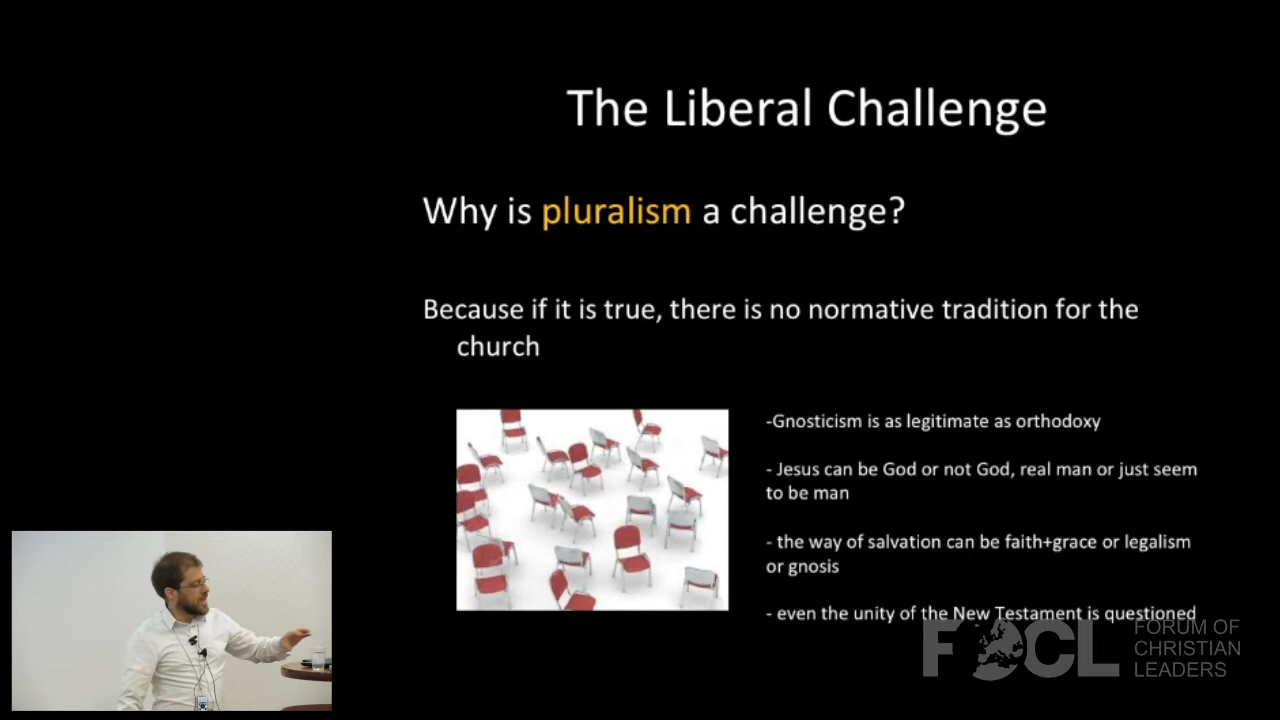 The Liberal Challenge
Why is pluralism a challenge?
Because if it is true, there is no normative tradition for the
church
-Gnosticism is as legitimate as orthodoxy
- Jesus can be God or not God, real man or just seem
to be man
- the way of salvation can be faith+grace or legalism
or gnosis
- even the unity of the New Testament is questioned
FOCL
FORUM OF
CHRISTIAN
LEADERS